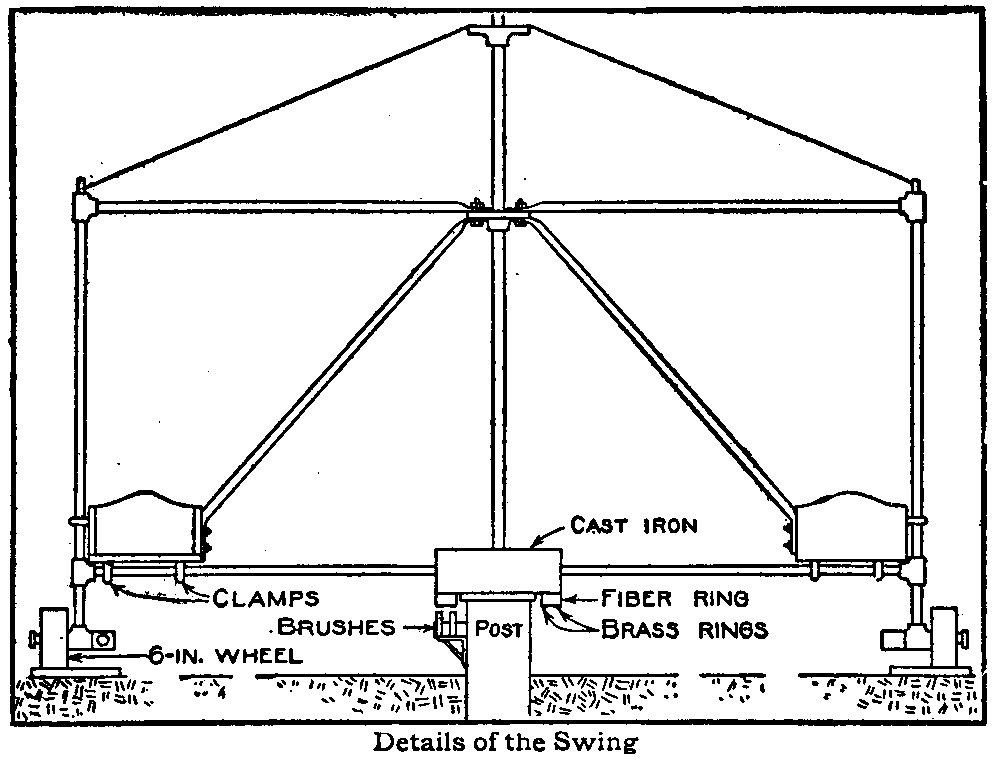 CAST IRON
CLAMPS
FIBER RING
BRUSHES
POST
BRASS RINGS
6-IN. WHEEL
Details of the Swing